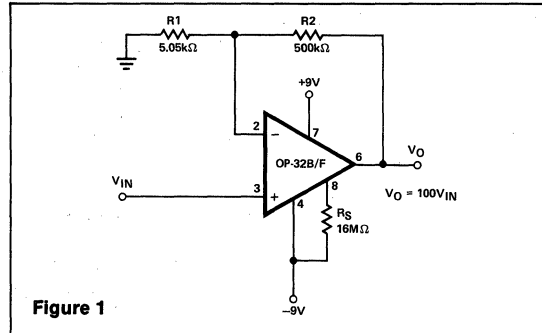 R1
5.05kΩ
R2
500kΩ
+9V
2
−
7
OP-32B/F
6
VO
VIN
3
+
4
8
VO = 100VIN
RS
16MΩ
−9V
Figure 1